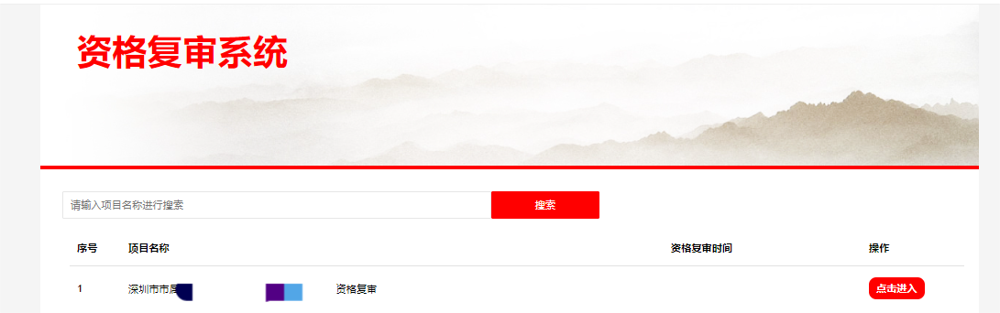 资格复审系统
请输入项目名称进行搜索 搜索
序号 项目名称 资格复审时间 操作
1 深圳市市属 资格复审 点击进入